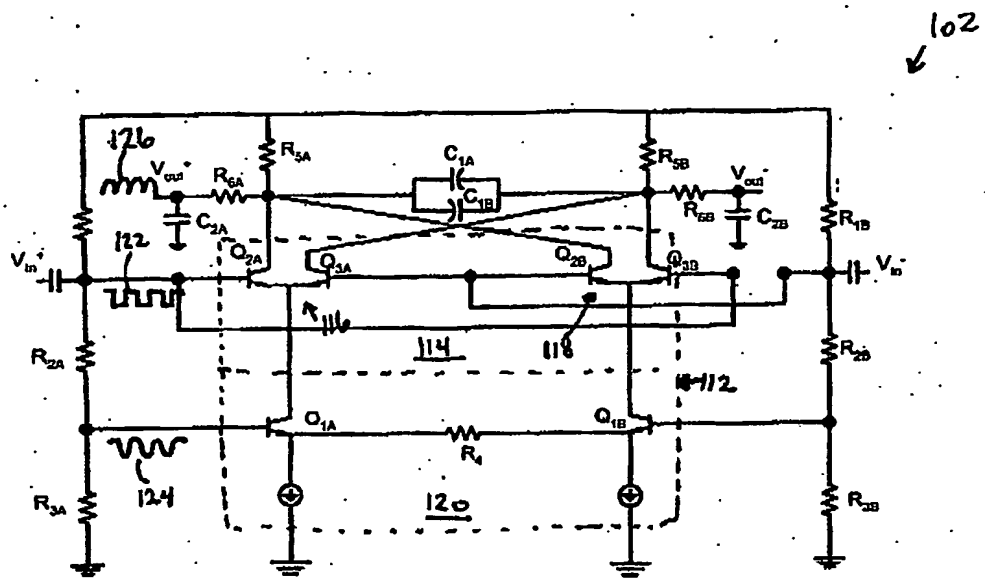 102
126
Vout+
R6A
R5A
C1A
C1B
R5B
Vout-
R6B
C2A
C2B
R1B
Vin+
122
Q2A
Q3A
Q2B
Q3B
Vin-
116
114
118
R2A
R2B
112
Q1A
Q1B
R4
124
R3A
120
R3B